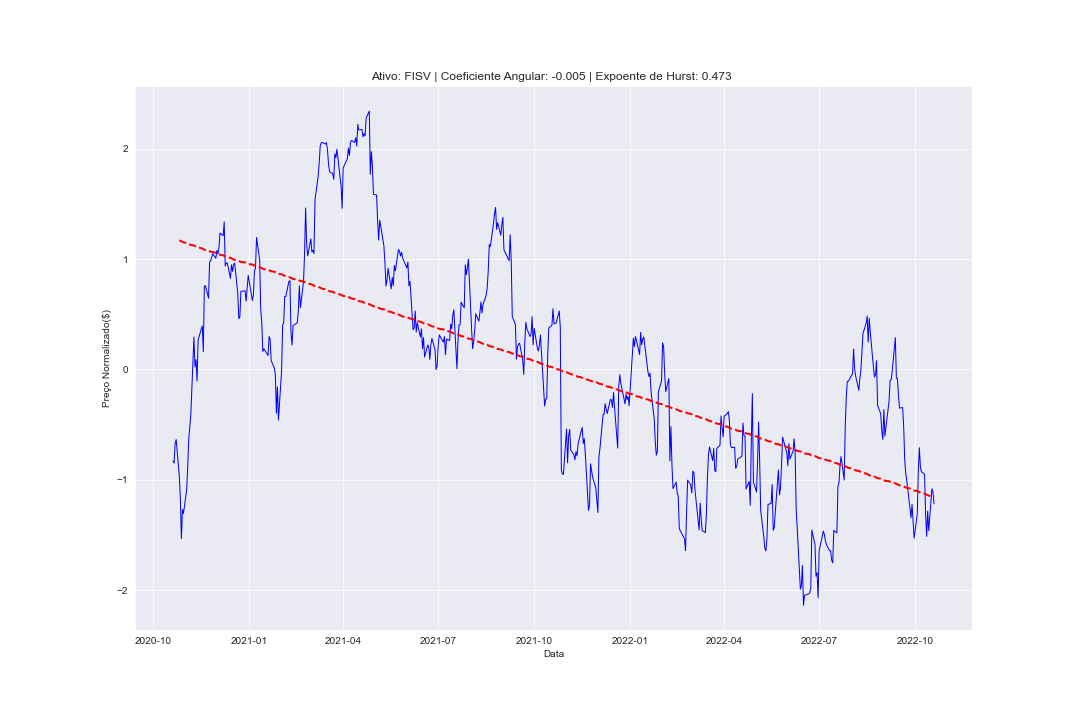 Ativo: FISV | Coeficiente Angular: -0.005 | Expoente de Hurst: 0.473
Preço Normalizado($)
2
1
0
−1
−2
2020-10 2021-01 2021-04 2021-07 2021-10 2022-01 2022-04 2022-07 2022-10
Data